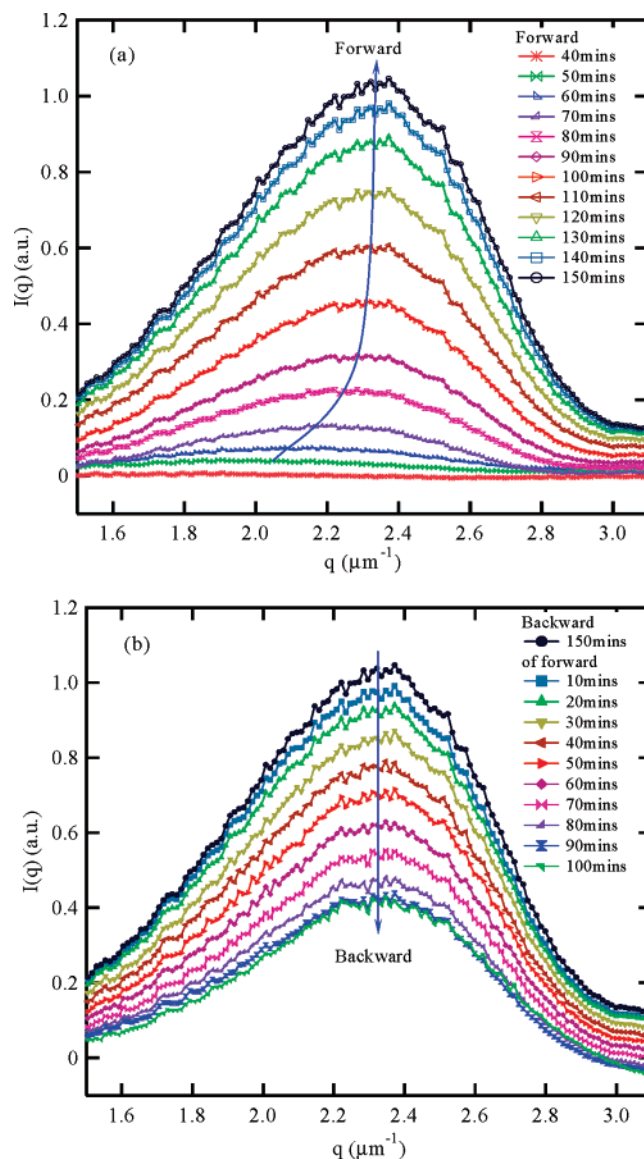 (a)
Forward
Forward
40mins
50mins
60mins
70mins
80mins
90mins
100mins
110mins
120mins
130mins
140mins
150mins
1.2
1.0
0.8
0.6
0.4
0.2
0
I(q) (a.u.)
1.6 1.8 2.0 2.2 2.4 2.6 2.8 3.0
q (µm⁻¹)
(b)
Backward
150mins
of forward
10mins
20mins
30mins
40mins
50mins
60mins
70mins
80mins
90mins
100mins
Backward
1.2
1.0
0.8
0.6
0.4
0.2
0
I(q) (a.u.)
1.6 1.8 2.0 2.2 2.4 2.6 2.8 3.0
q (µm⁻¹)